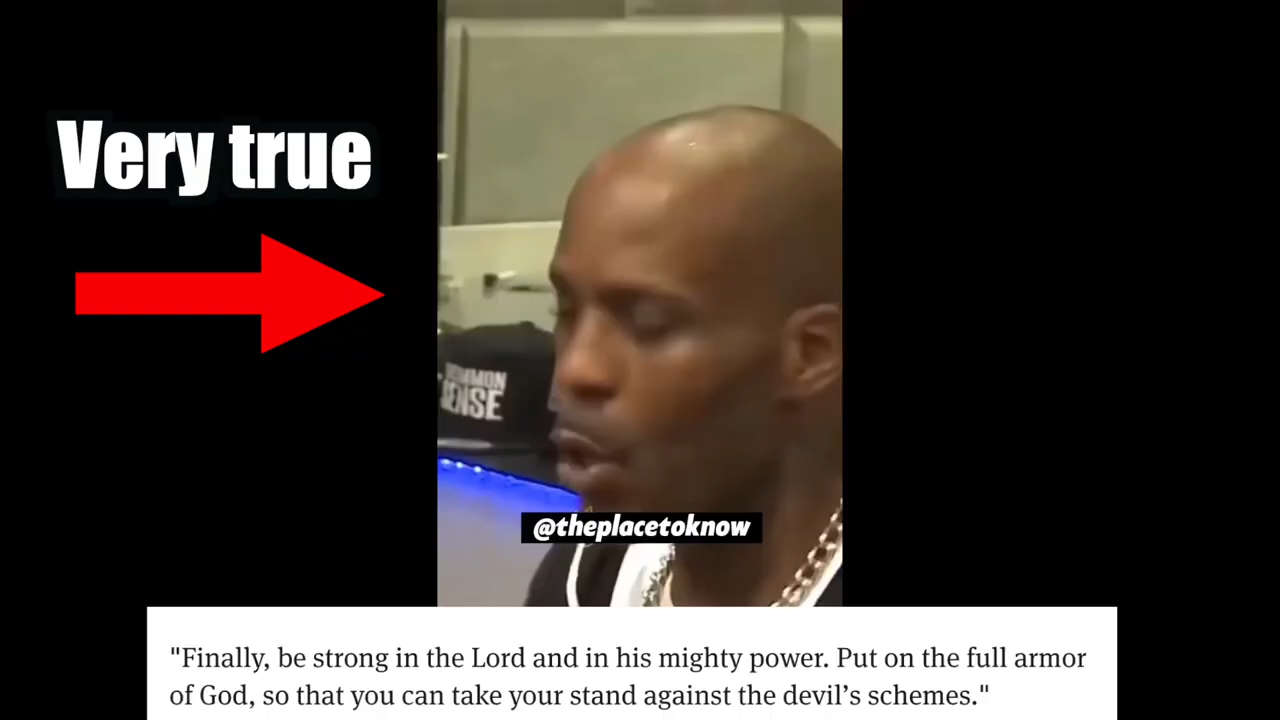 Very true
SENSE
@theplacetoknow
"Finally, be strong in the Lord and in his mighty power. Put on the full armor
of God, so that you can take your stand against the devil’s schemes."